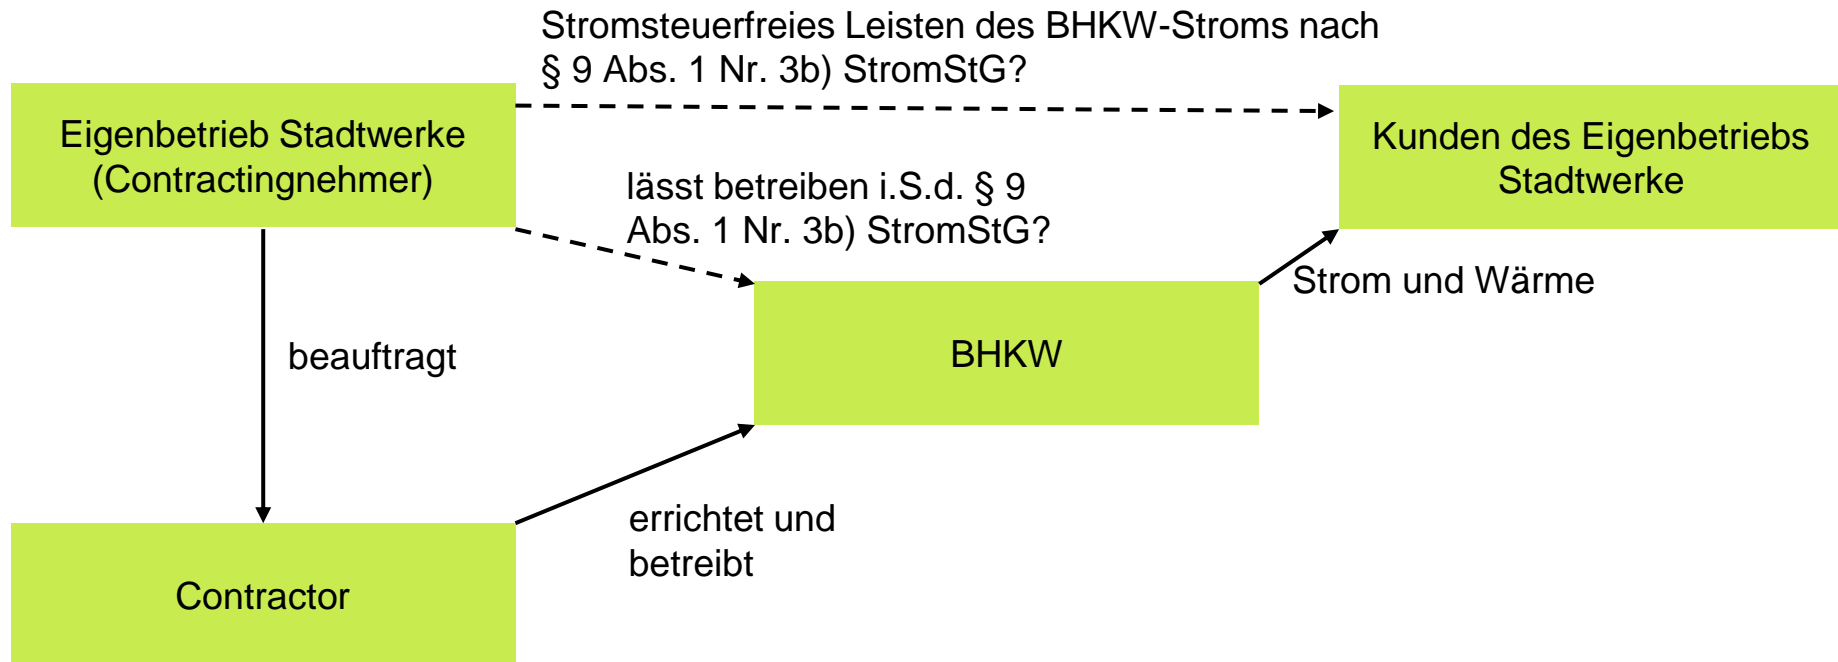 Stromsteuerfreies Leisten des BHKW-Stroms nach
§ 9 Abs. 1 Nr. 3b) StromStG?
Eigenbetrieb Stadtwerke
(Contractingnehmer)
Kunden des Eigenbetriebs
Stadtwerke
lässt betreiben i.S.d. § 9
Abs. 1 Nr. 3b) StromStG?
Strom und Wärme
beauftragt
BHKW
errichtet und
betreibt
Contractor